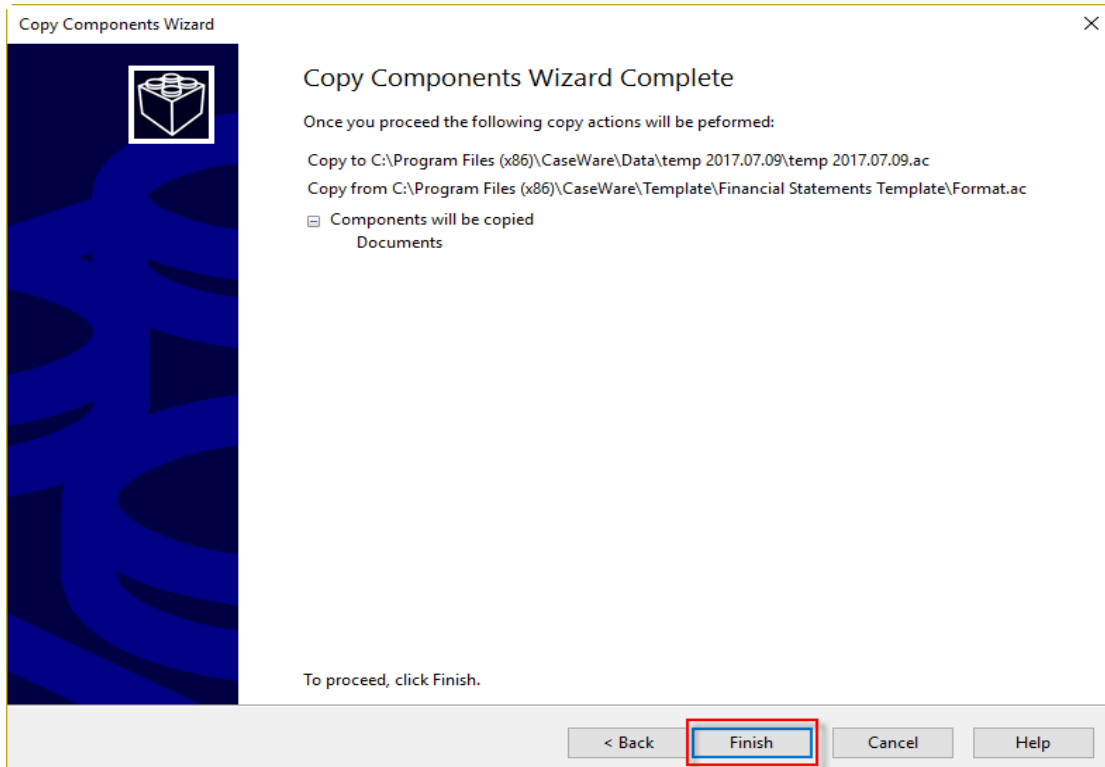 Copy Components Wizard
Copy Components Wizard Complete
Once you proceed the following copy actions will be peformed:
Copy to C:\Program Files (x86)\CaseWare\Data\temp 2017.07.09\temp 2017.07.09.ac
Copy from C:\Program Files (x86)\CaseWare\Template\Financial Statements Template\Format.ac
Components will be copied
Documents
To proceed, click Finish.
< Back Finish Cancel Help